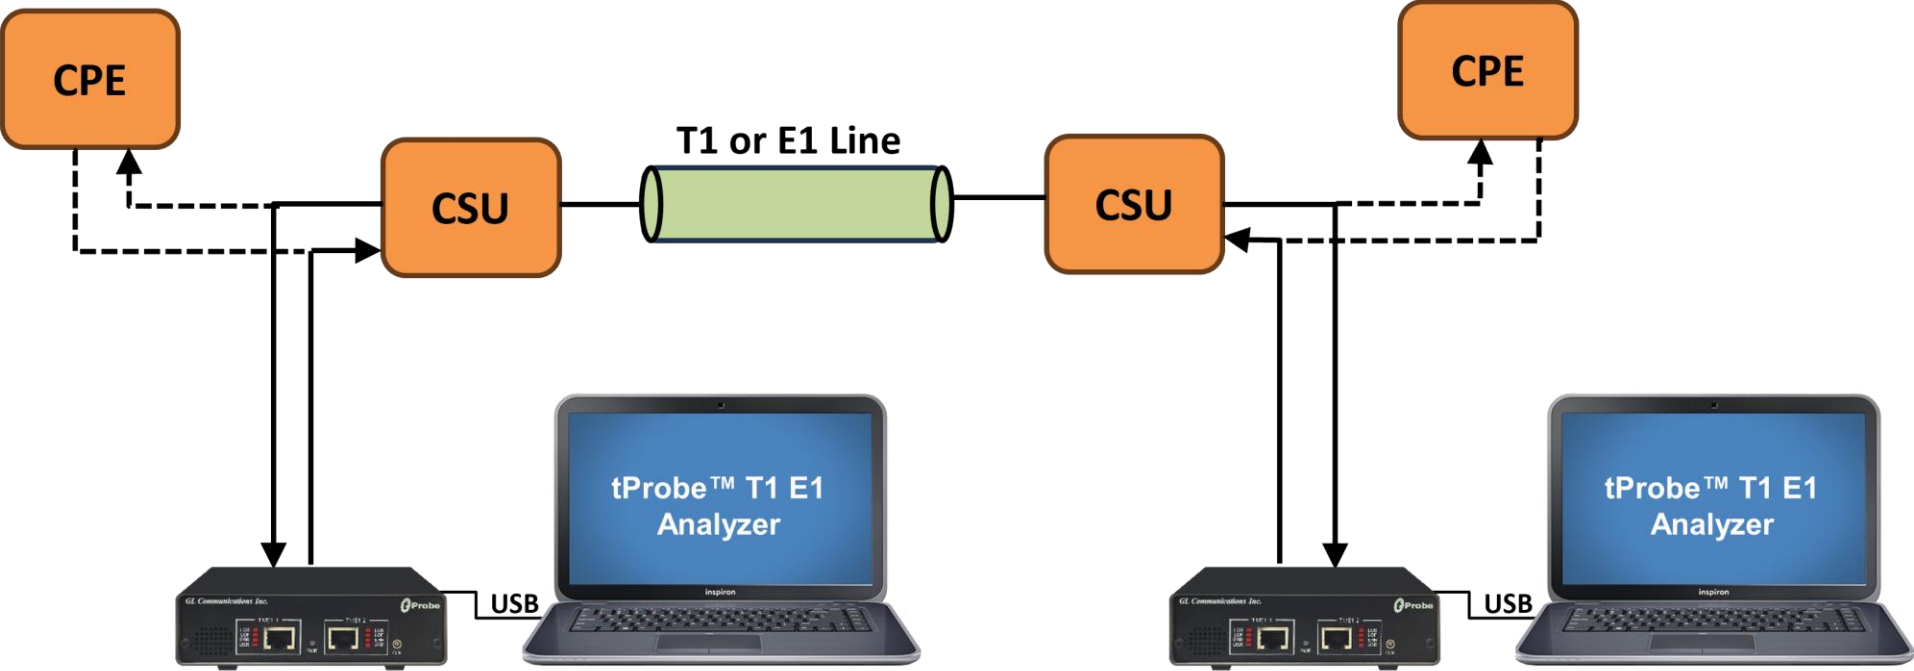 CPE
CPE
T1 or E1 Line
CSU
CSU
tProbe™ T1 E1
Analyzer
tProbe™ T1 E1
Analyzer
inspiron
inspiron
USB
USB
GL Communications Inc.
tProbe
GL Communications Inc.
tProbe